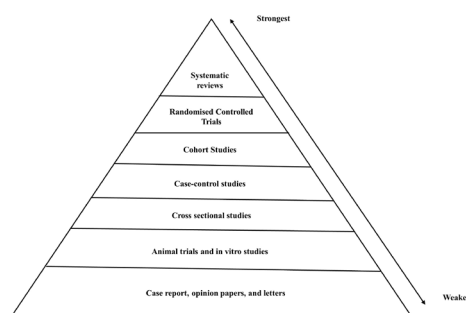 Strongest
Systematic
reviews
Randomised Controlled
Trials
Cohort Studies
Case-control studies
Cross sectional studies
Animal trials and in vitro studies
Case report, opinion papers, and letters
Weake